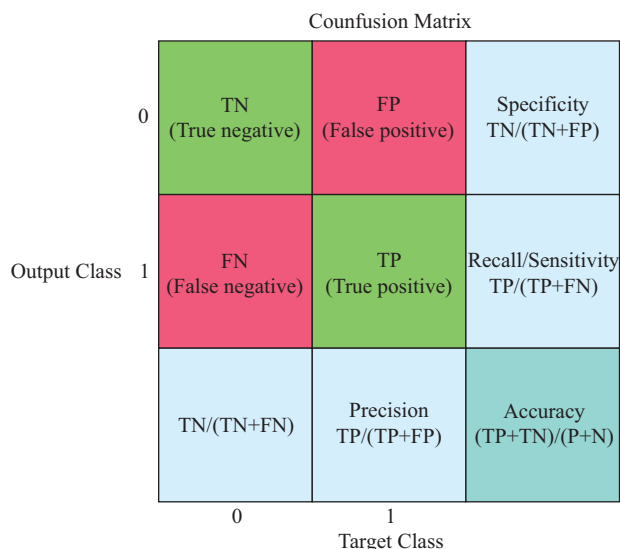 Counfusion Matrix
0
TN
(True negative)
FP
(False positive)
Specificity
TN/(TN+FP)
Output Class
1
FN
(False negative)
TP
(True positive)
Recall/Sensitivity
TP/(TP+FN)
TN/(TN+FN)
Precision
TP/(TP+FP)
Accuracy
(TP+TN)/(P+N)
0
1
Target Class